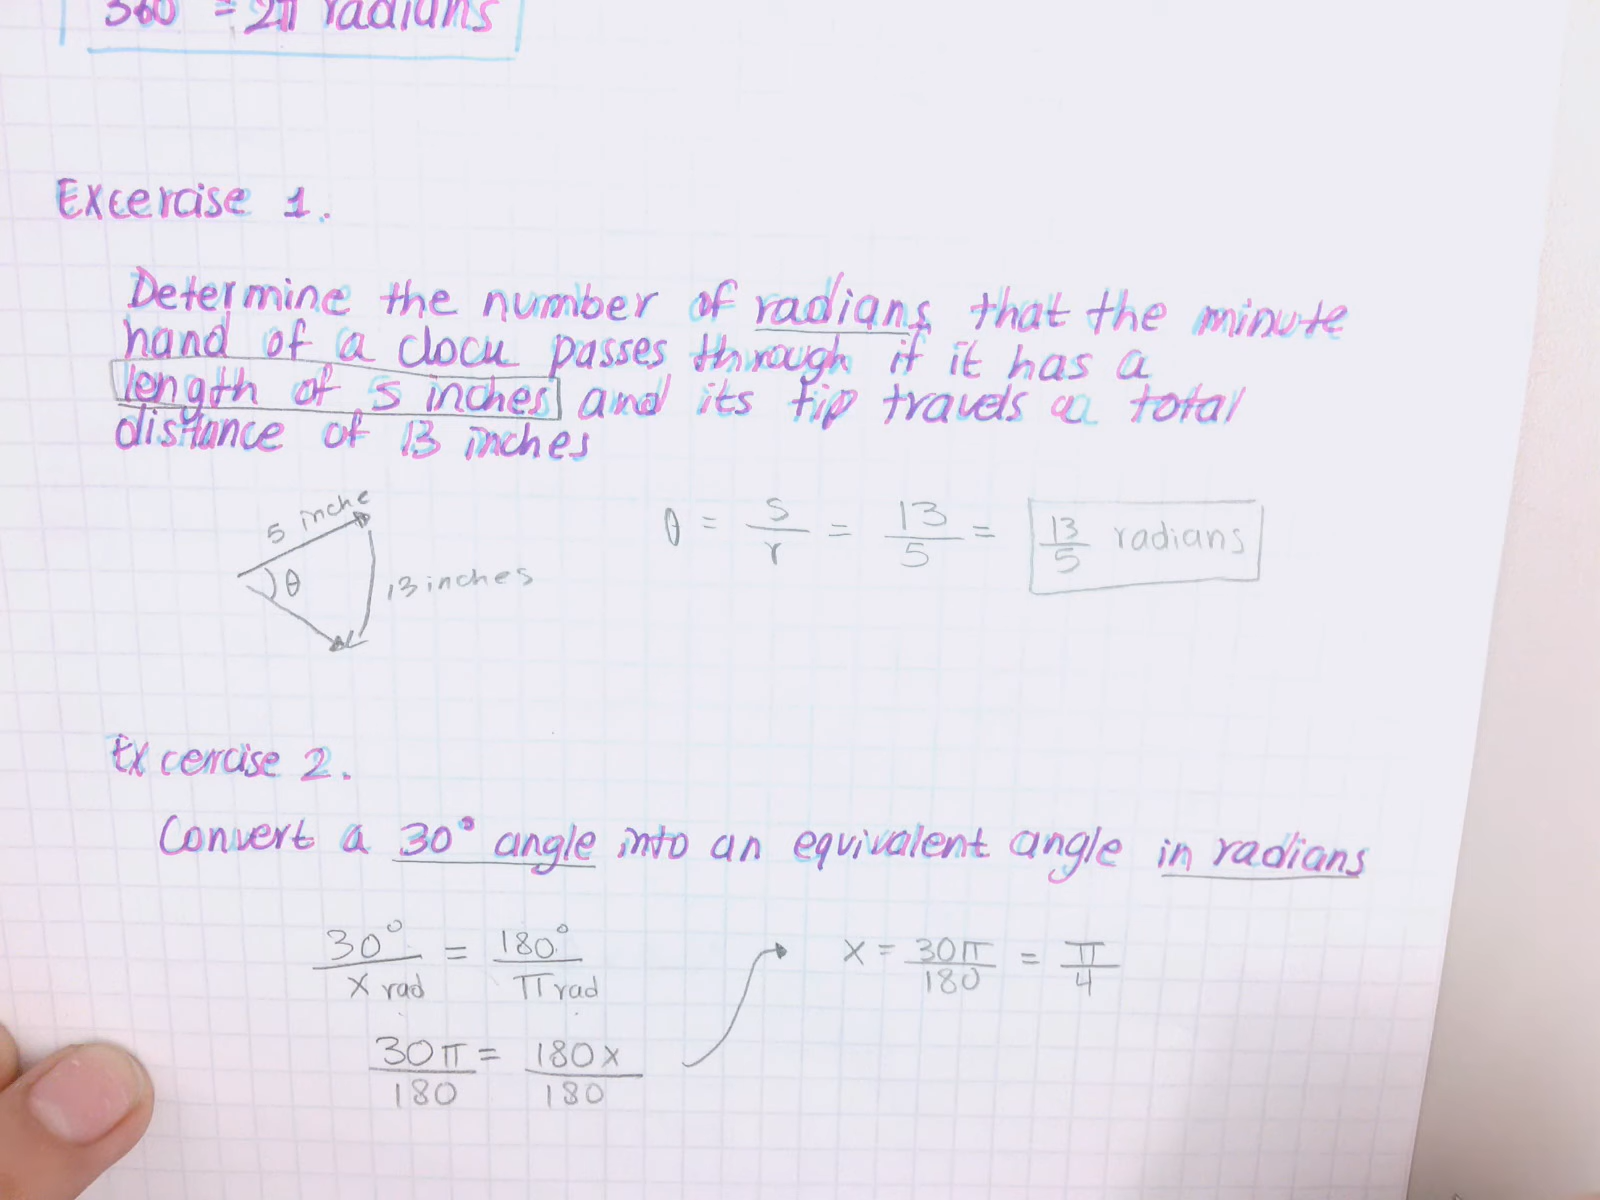 360 = 2π radians
Excercise 1.
Determine the number of radians that the minute
hand of a clock passes through if it has a
length of 5 inches and its tip travels a total
distance of 13 inches
5 inche
θ
13 inches
θ = s/r = 13/5 = 13/5 radians
Excercise 2.
Convert a 30° angle into an equivalent angle in radians
30°/x rad = 180°/π rad
x = 30π/180 = π/4
30π/180 = 180x/180